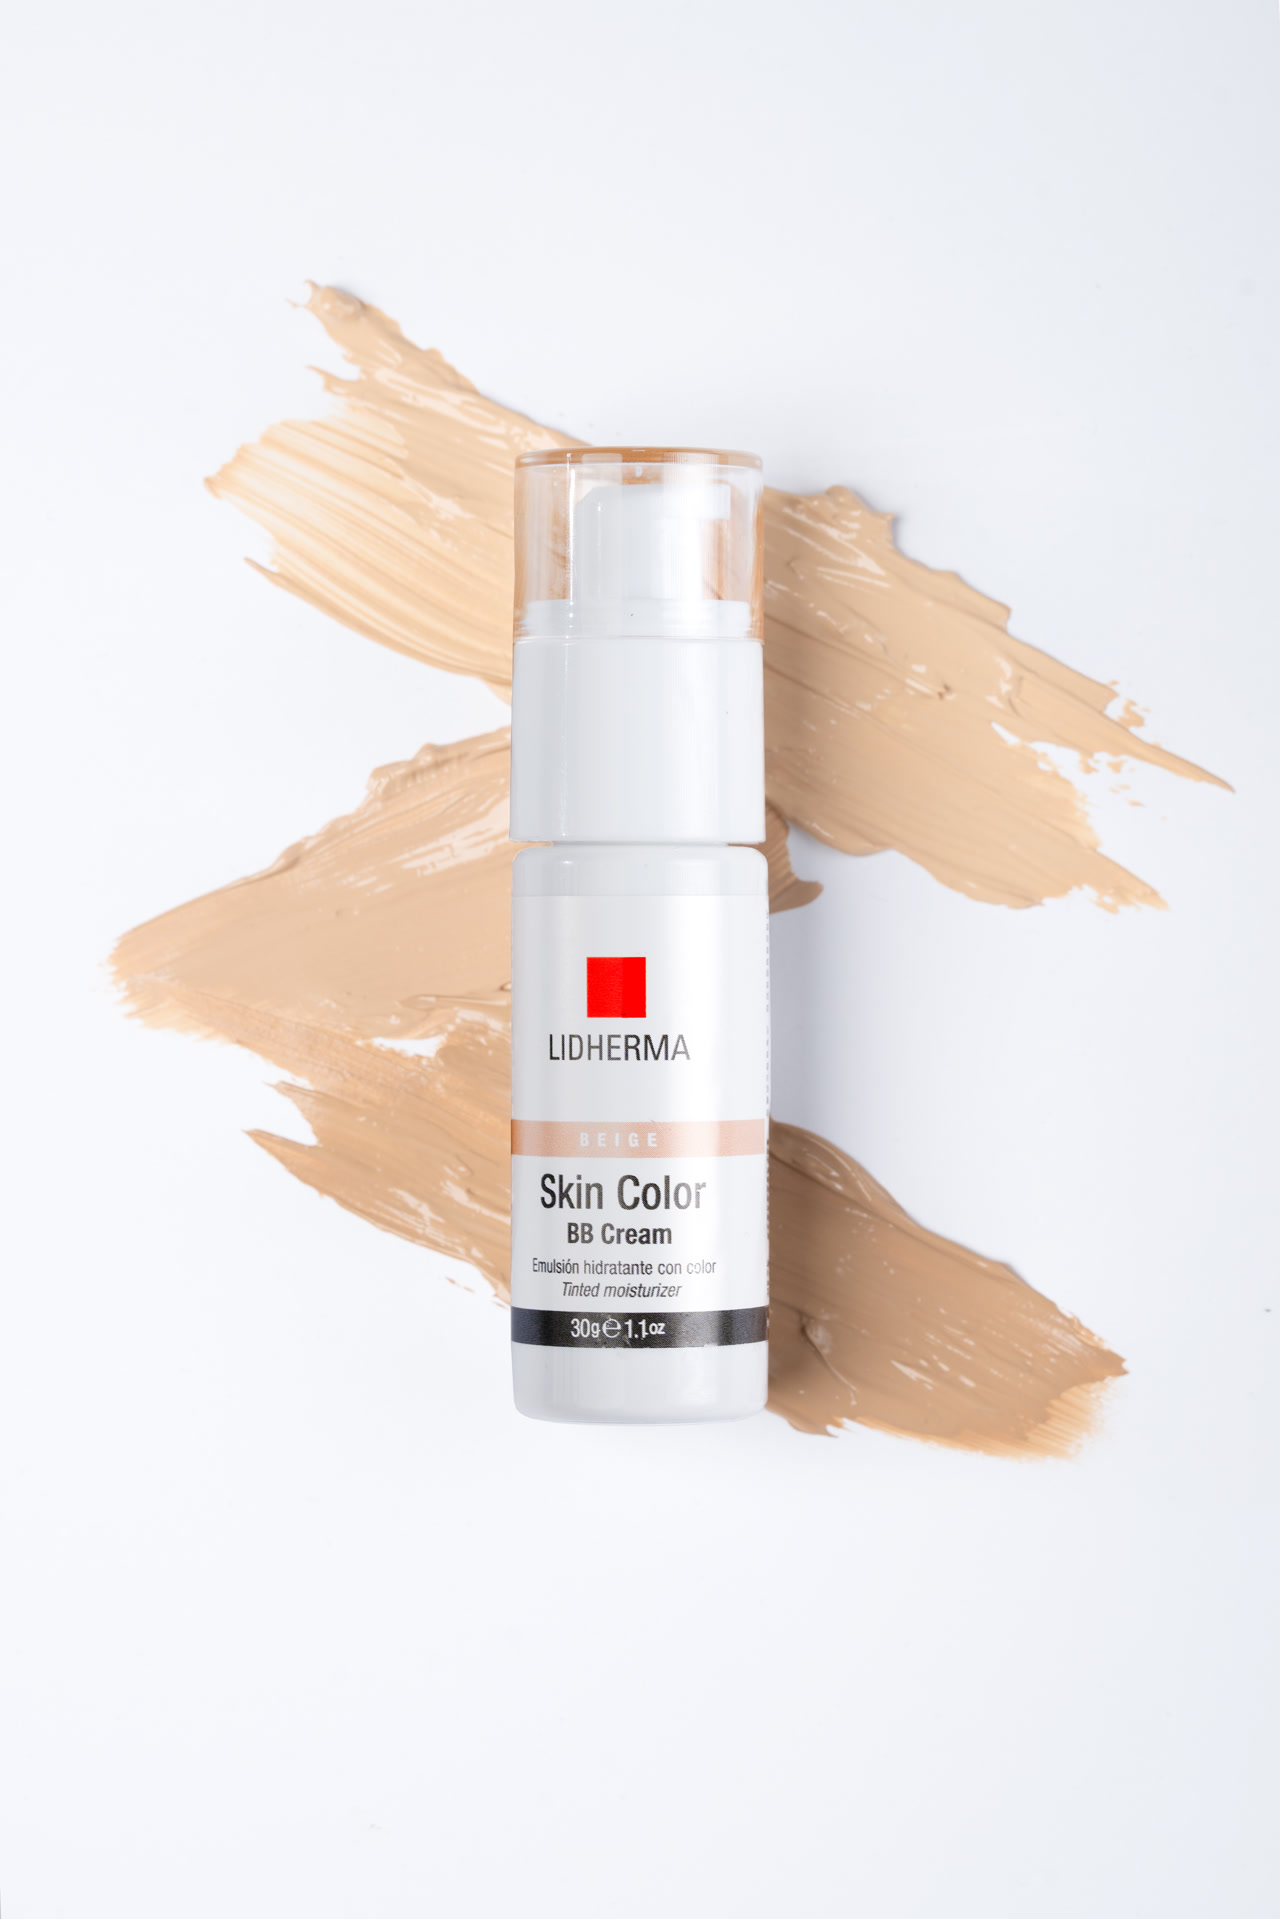 LIDHERMA
BEIGE
Skin Color
BB Cream
Emulsión hidratante con color
Tinted moisturizer
30g℮1.1oz